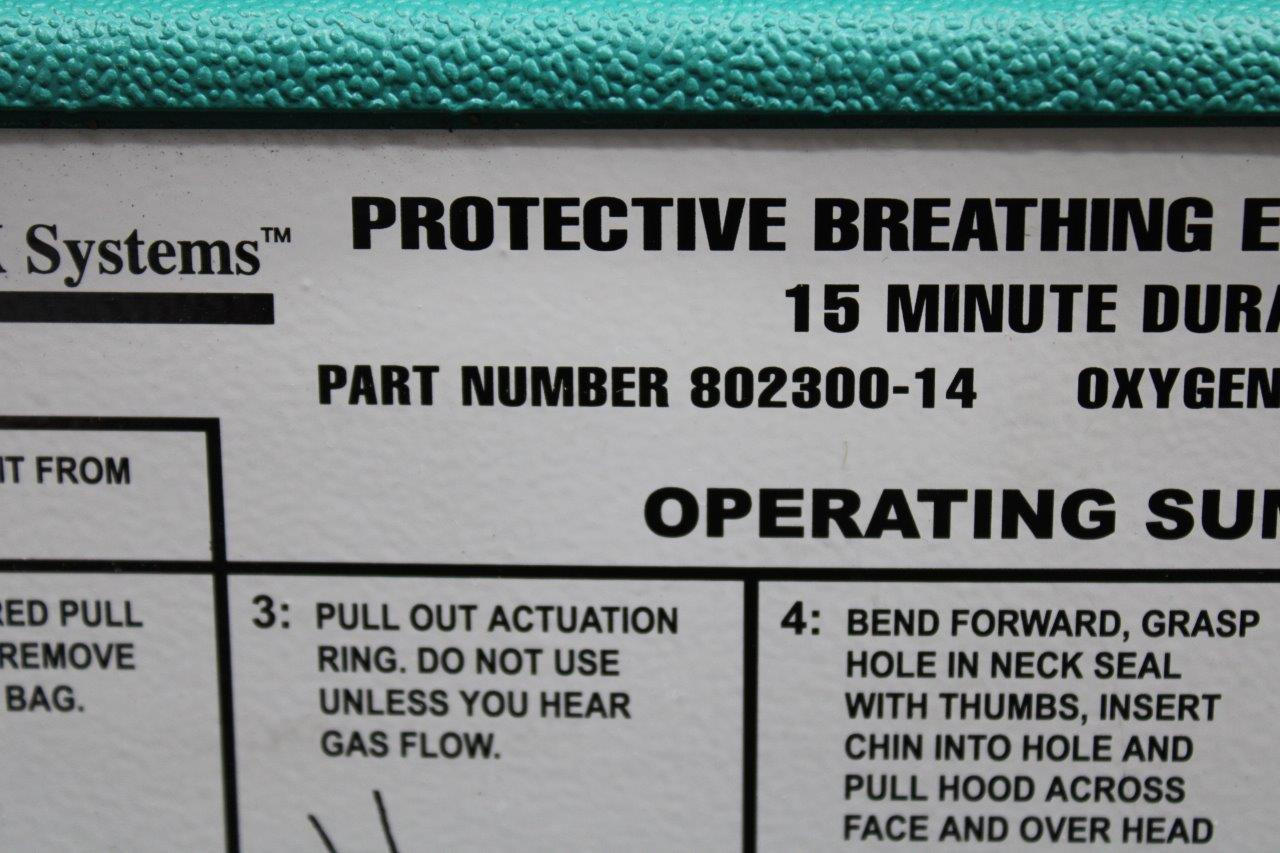 Systems™
PROTECTIVE BREATHING E
15 MINUTE DURA
PART NUMBER 802300-14 OXYGEN
IT FROM
OPERATING SUM
RED PULL
REMOVE
BAG.
3: PULL OUT ACTUATION
RING. DO NOT USE
UNLESS YOU HEAR
GAS FLOW.
4: BEND FORWARD, GRASP
HOLE IN NECK SEAL
WITH THUMBS, INSERT
CHIN INTO HOLE AND
PULL HOOD ACROSS
FACE AND OVER HEAD